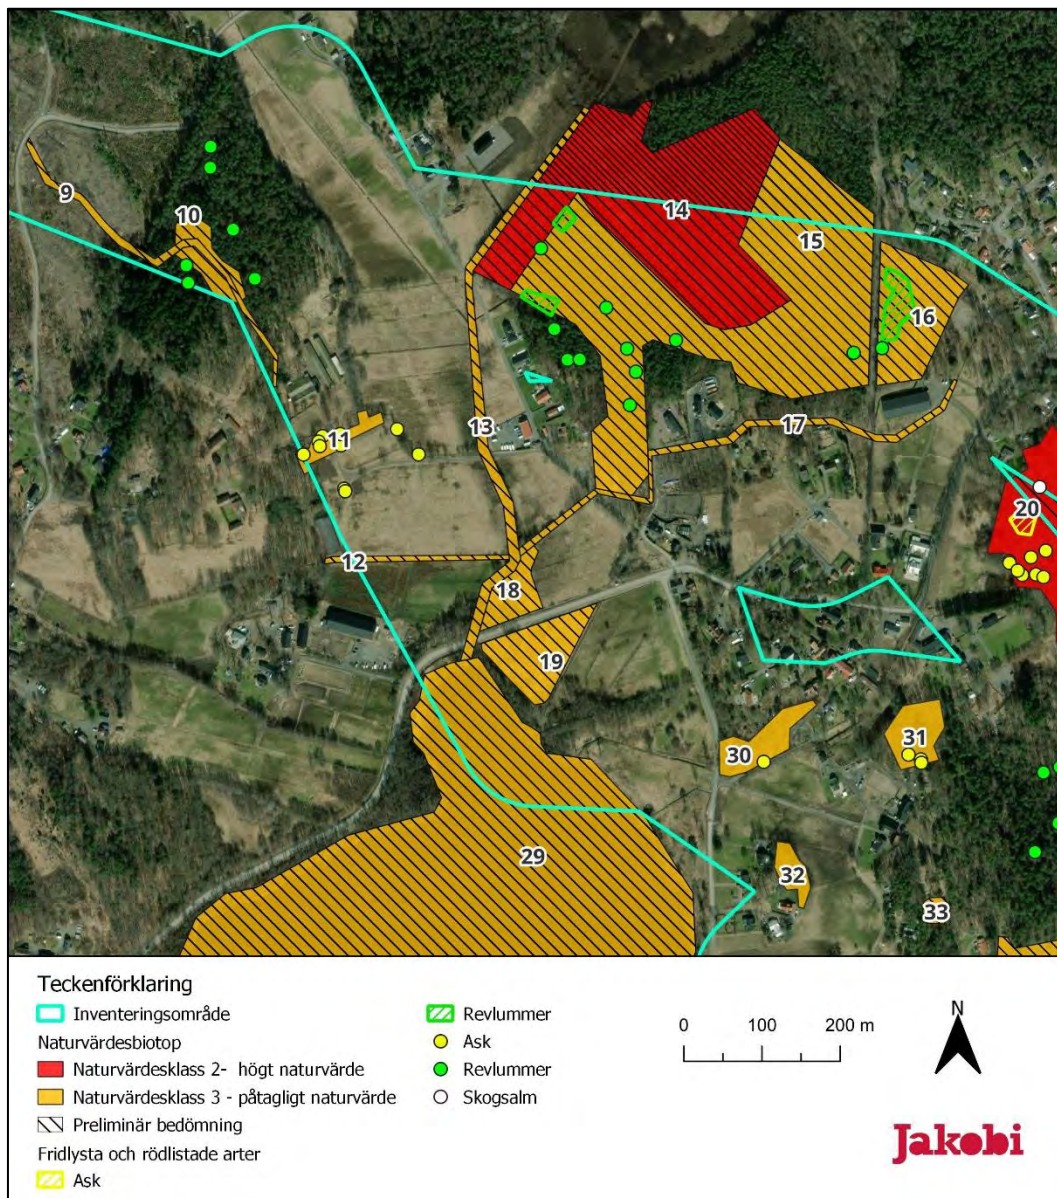 9
10
11
12
13
14
15
16
17
18
19
20
29
30
31
32
33
Teckenförklaring
Inventeringsområde
Naturvärdesbiotop
Naturvärdesklass 2- högt naturvärde
Naturvärdesklass 3 - påtagligt naturvärde
Preliminär bedömning
Fridlysta och rödlistade arter
Ask
Revlummer
Ask
Revlummer
Skogsalm
0 100 200 m
N
Jakobi